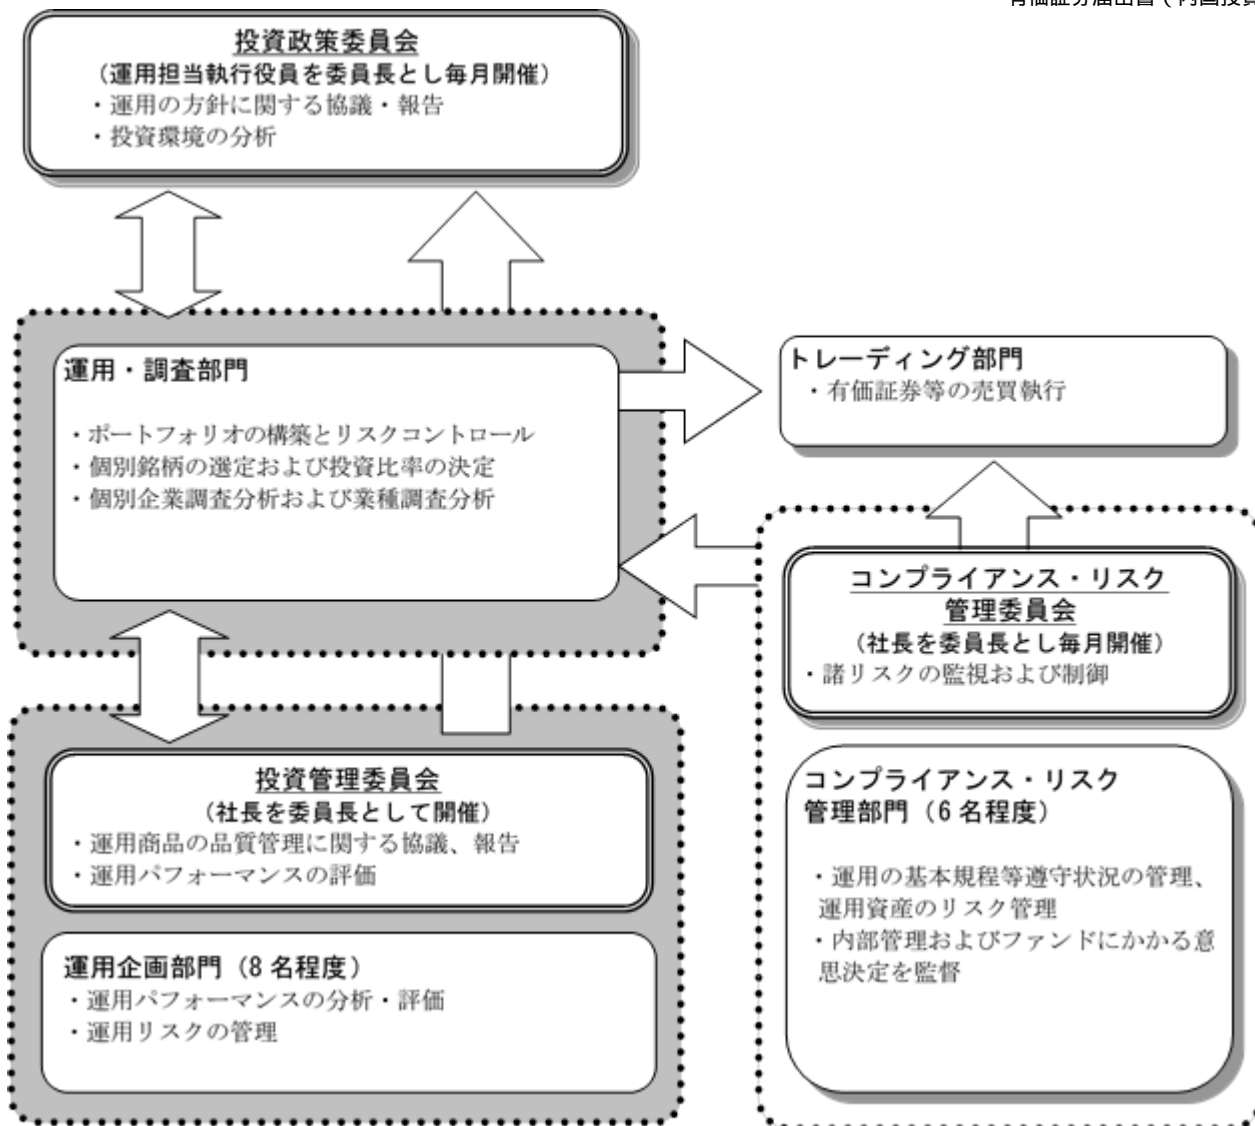 有価証券届出書（内国投資
投資政策委員会
（運用担当執行役員を委員長とし毎月開催）
・運用の方針に関する協議・報告
・投資環境の分析
運用・調査部門
・ポートフォリオの構築とリスクコントロール
・個別銘柄の選定および投資比率の決定
・個別企業調査分析および業種調査分析
トレーディング部門
・有価証券等の売買執行
コンプライアンス・リスク
管理委員会
（社長を委員長とし毎月開催）
・諸リスクの監視および制御
投資管理委員会
（社長を委員長として開催）
・運用商品の品質管理に関する協議、報告
・運用パフォーマンスの評価
運用企画部門（8 名程度）
・運用パフォーマンスの分析・評価
・運用リスクの管理
コンプライアンス・リスク
管理部門（6 名程度）
・運用の基本規程等遵守状況の管理、
運用資産のリスク管理
・内部管理およびファンドにかかる意
思決定を監督